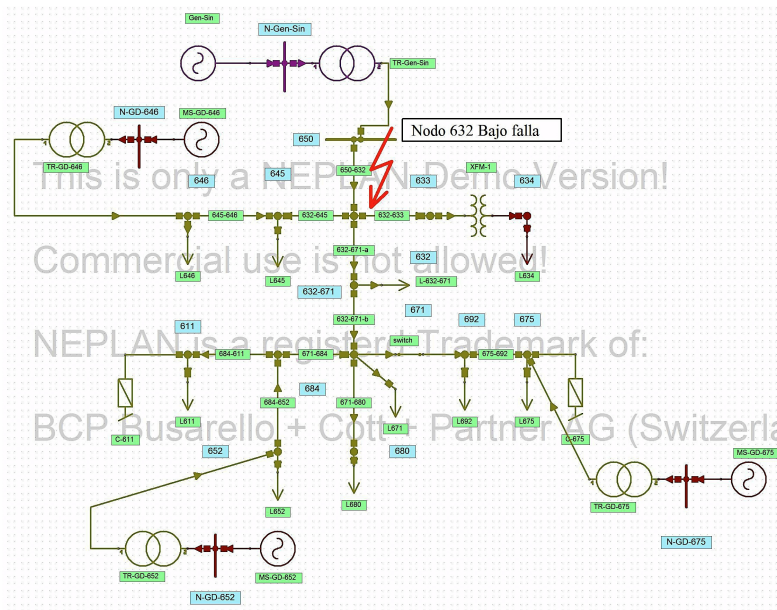 Gen-Sin
N-Gen-Sin
TR-Gen-Sin
N-GD-646
MS-GD-646
TR-GD-646
650
Nodo 632 Bajo falla
650-632
XFM-1
This is only a NEPLAN Demo Version!
646
645
633
634
645-646
632-645
632-633
632-671-a
632
Commercial use is not allowed!
L646
L645
L-632-671
L634
632-671
671
632-671-b
611
692
675
switch
NEPLAN is a registerd Trademark of:
684-611
671-684
675-692
684
684-652
671-680
L611
L671
L692
L675
C-611
C-675
BCP Busarello + Cott + Partner AG (Switzerla
652
680
MS-GD-675
L652
L680
TR-GD-675
N-GD-675
TR-GD-652
MS-GD-652
N-GD-652